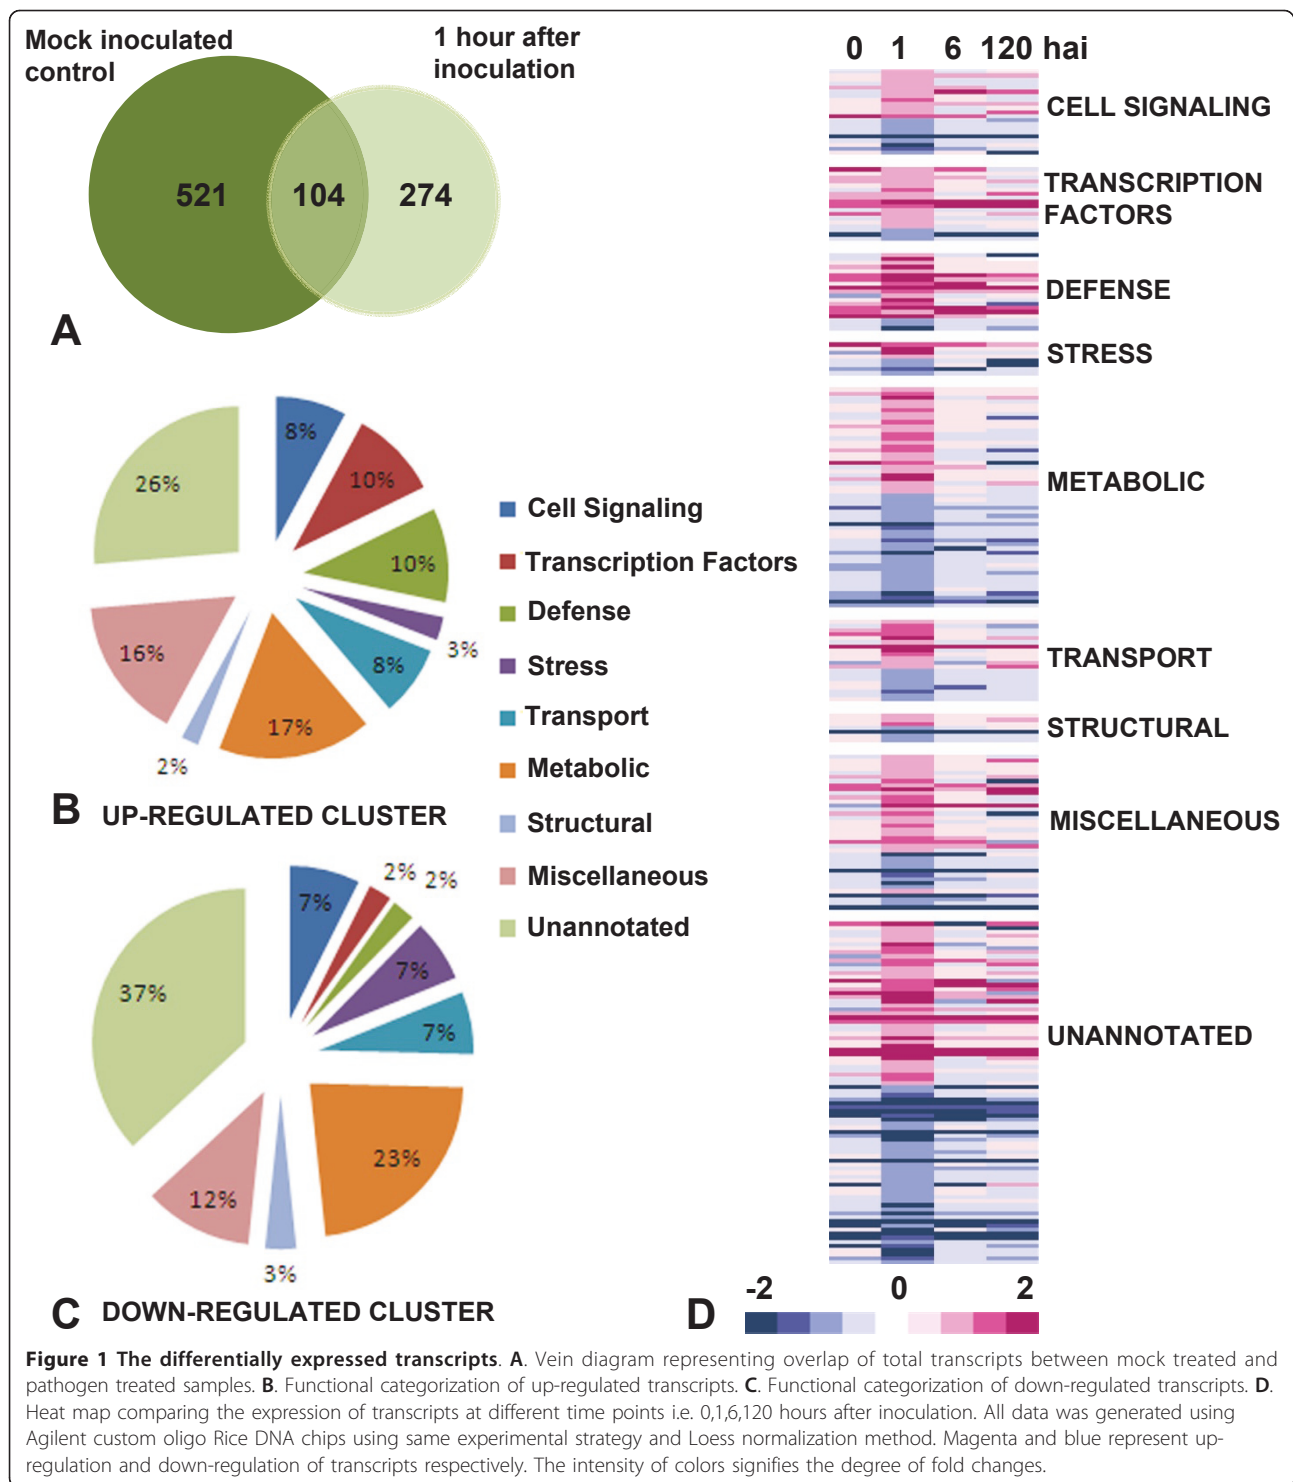 Mock inoculated
control
1 hour after
inoculation
521
104
274
A
8%
10%
10%
3%
8%
17%
2%
16%
26%
B UP-REGULATED CLUSTER
Cell Signaling
Transcription Factors
Defense
Stress
Transport
Metabolic
Structural
Miscellaneous
Unannotated
7%
2%
2%
7%
7%
23%
3%
12%
37%
C DOWN-REGULATED CLUSTER
0 1 6 120 hai
CELL SIGNALING
TRANSCRIPTION
FACTORS
DEFENSE
STRESS
METABOLIC
TRANSPORT
STRUCTURAL
MISCELLANEOUS
UNANNOTATED
D
-2 0 2
Figure 1 The differentially expressed transcripts. A. Vein diagram representing overlap of total transcripts between mock treated and
pathogen treated samples. B. Functional categorization of up-regulated transcripts. C. Functional categorization of down-regulated transcripts. D.
Heat map comparing the expression of transcripts at different time points i.e. 0,1,6,120 hours after inoculation. All data was generated using
Agilent custom oligo Rice DNA chips using same experimental strategy and Loess normalization method. Magenta and blue represent up-
regulation and down-regulation of transcripts respectively. The intensity of colors signifies the degree of fold changes.